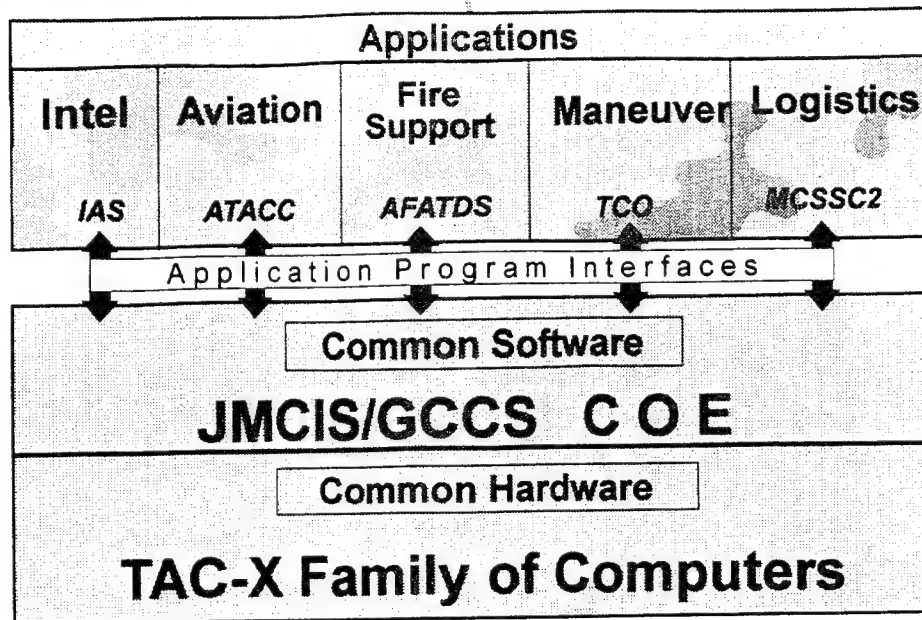 Applications
Intel
Aviation
Fire
Support
Maneuver
Logistics
IAS
ATACC
AFATDS
TCO
MCSSC2
Application Program Interfaces
Common Software
JMCIS/GCCS C O E
Common Hardware
TAC-X Family of Computers